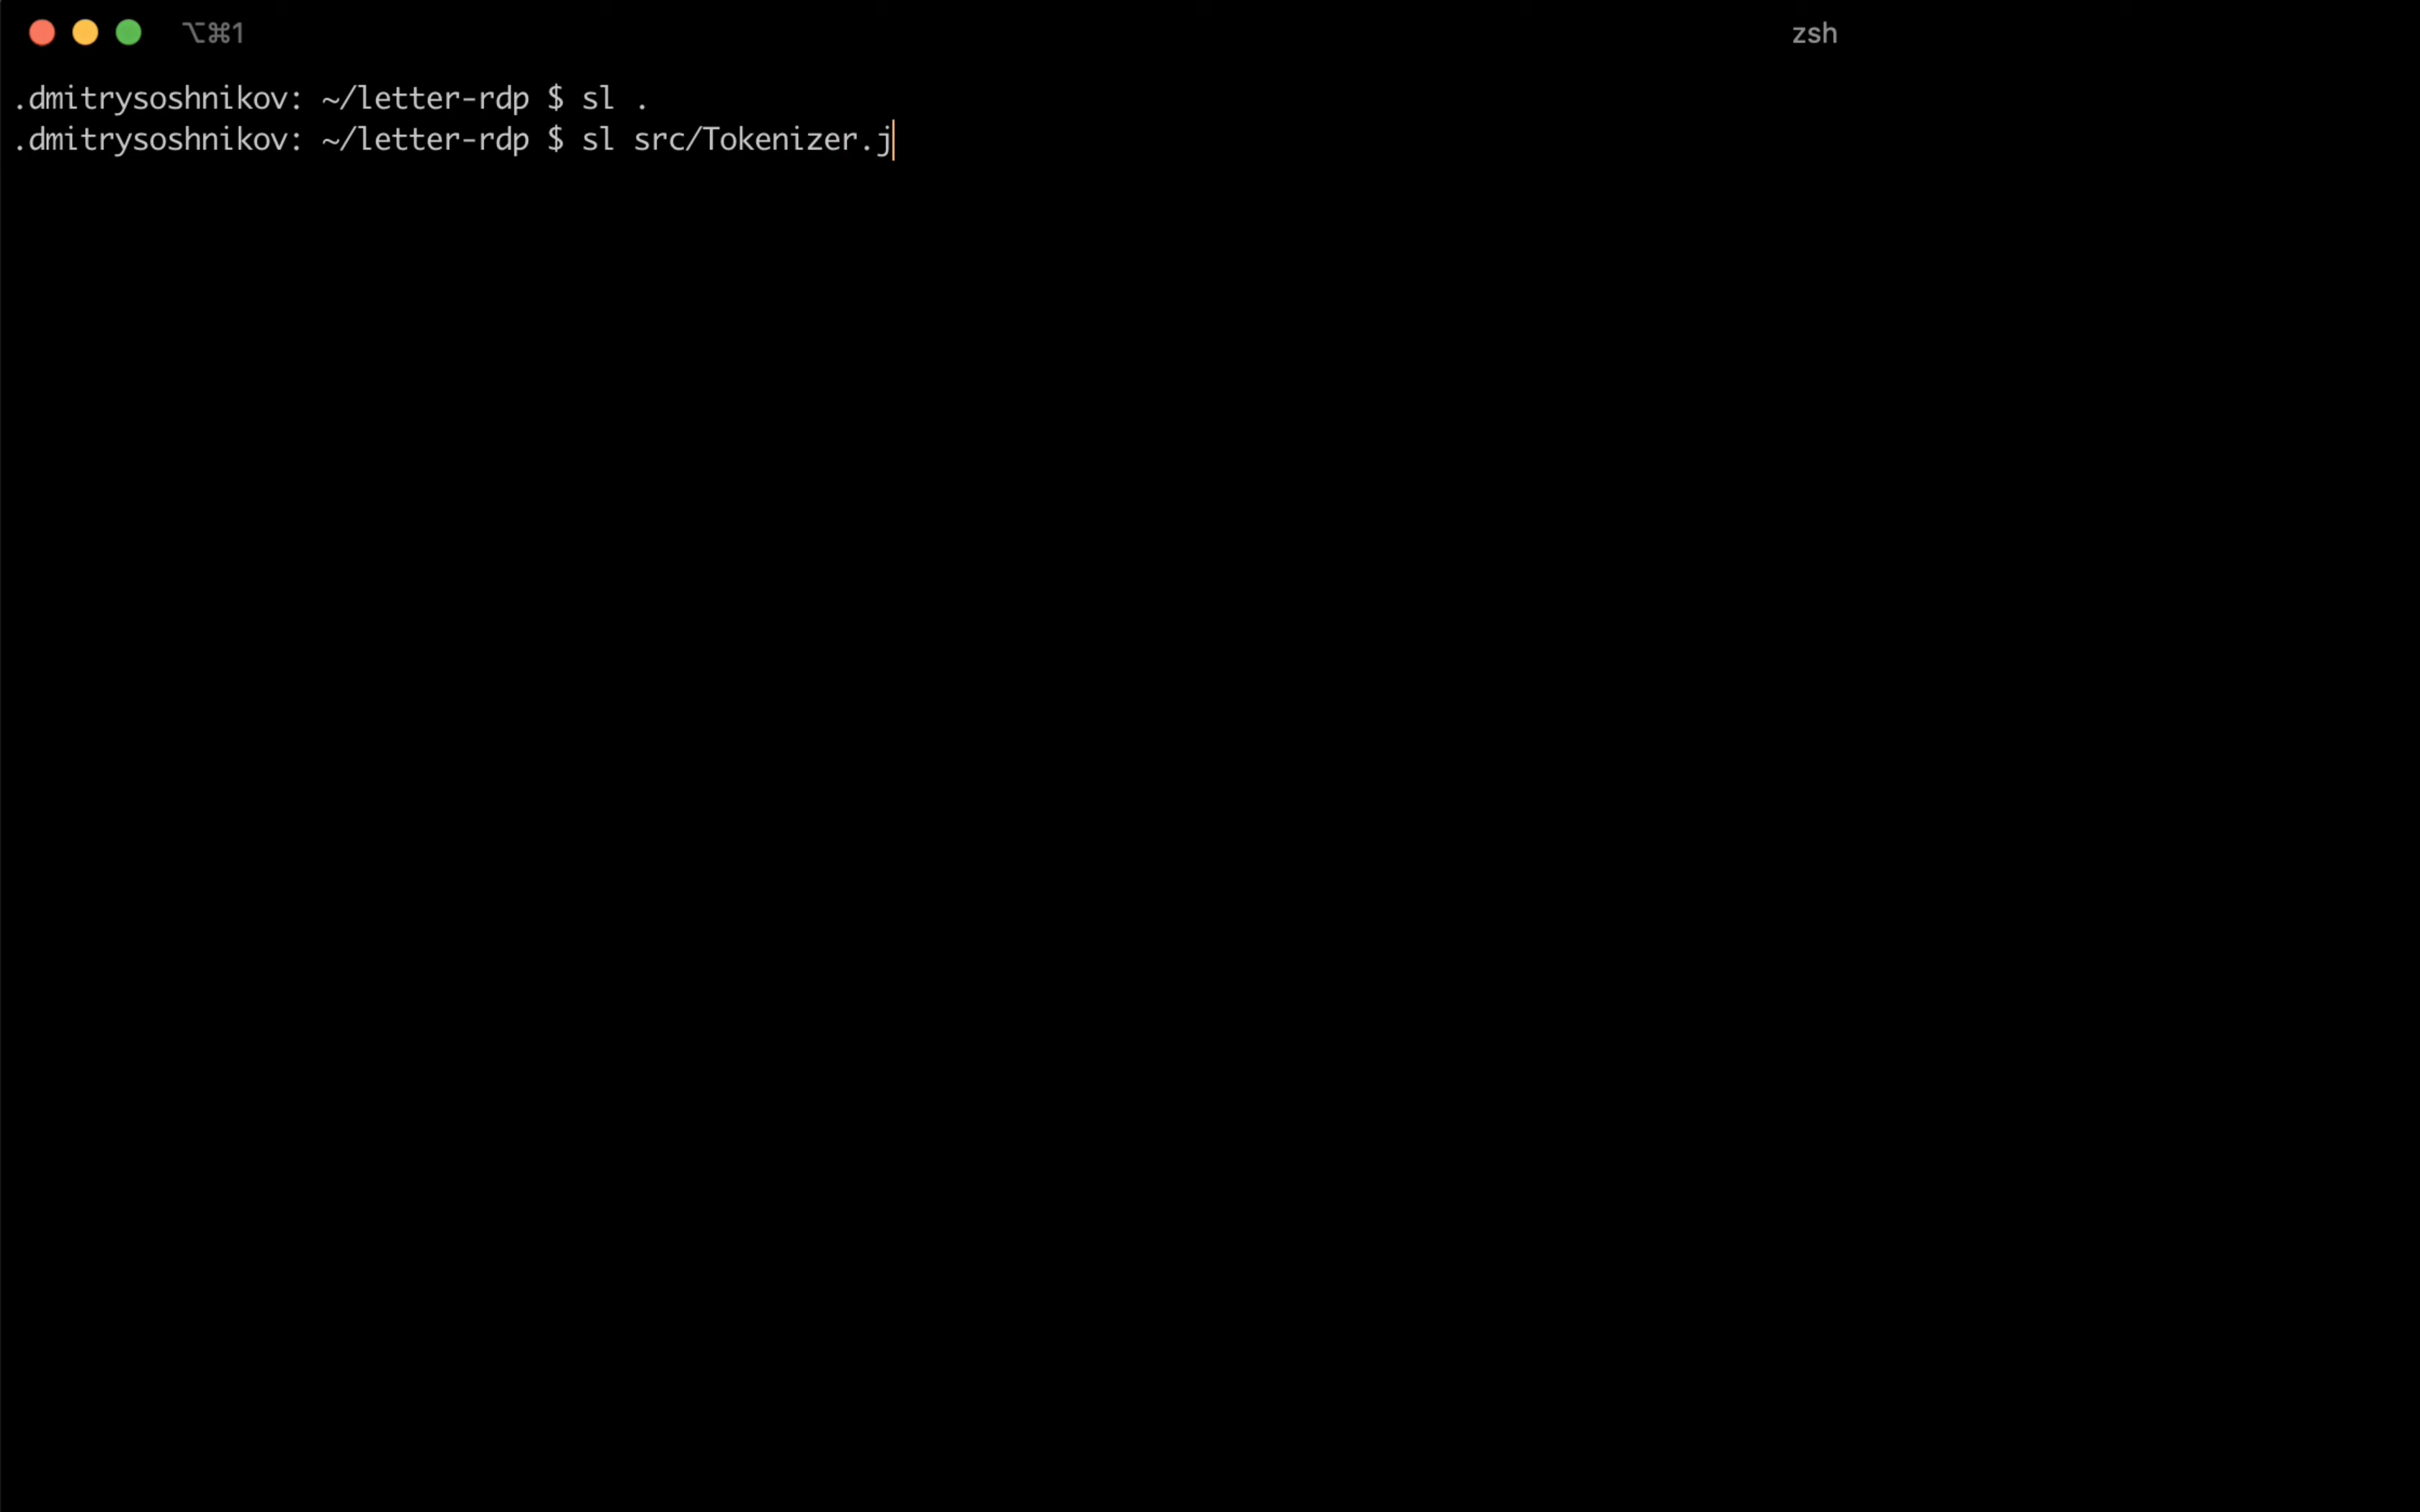 ⌥⌘1
zsh
.dmitrysoshnikov: ~/letter-rdp $ sl .
.dmitrysoshnikov: ~/letter-rdp $ sl src/Tokenizer.j